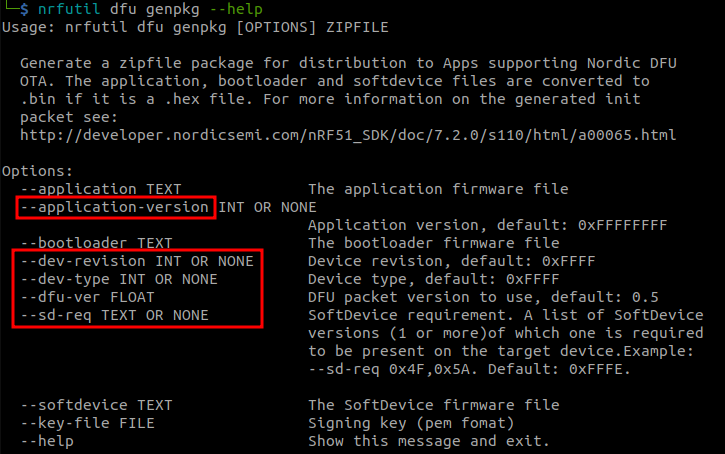 └─$ nrfutil dfu genpkg --help
Usage: nrfutil dfu genpkg [OPTIONS] ZIPFILE
Generate a zipfile package for distribution to Apps supporting Nordic DFU
OTA. The application, bootloader and softdevice files are converted to
.bin if it is a .hex file. For more information on the generated init
packet see:
http://developer.nordicsemi.com/nRF51_SDK/doc/7.2.0/s110/html/a00065.html
Options:
--application TEXT The application firmware file
--application-version INT OR NONE
Application version, default: 0xFFFFFFFF
--bootloader TEXT The bootloader firmware file
--dev-revision INT OR NONE Device revision, default: 0xFFFF
--dev-type INT OR NONE Device type, default: 0xFFFF
--dfu-ver FLOAT DFU packet version to use, default: 0.5
--sd-req TEXT OR NONE SoftDevice requirement. A list of SoftDevice
versions (1 or more)of which one is required
to be present on the target device.Example:
--sd-req 0x4F,0x5A. Default: 0xFFFE.
--softdevice TEXT The SoftDevice firmware file
--key-file FILE Signing key (pem fomat)
--help Show this message and exit.